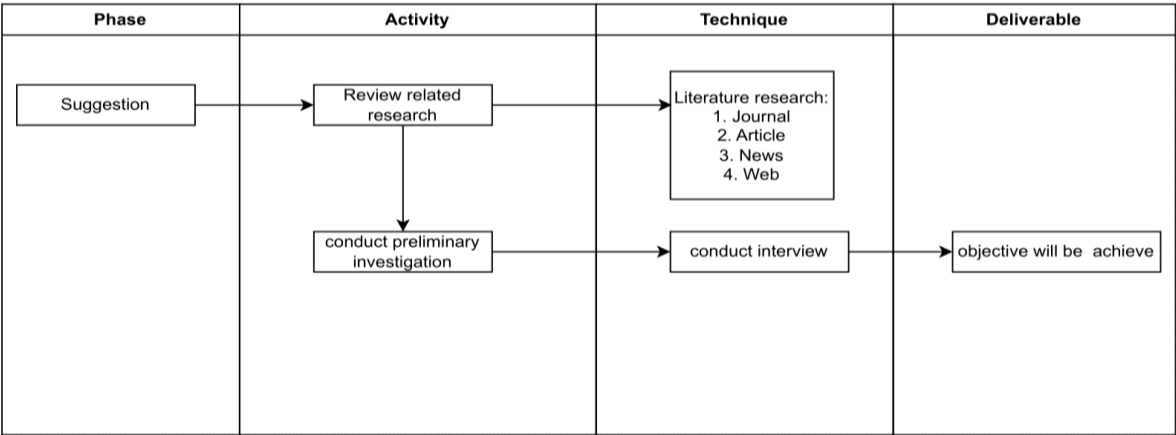 Phase
Activity
Technique
Deliverable
Suggestion
Review related
research
Literature research:
1. Journal
2. Article
3. News
4. Web
conduct preliminary
investigation
conduct interview
objective will be achieve